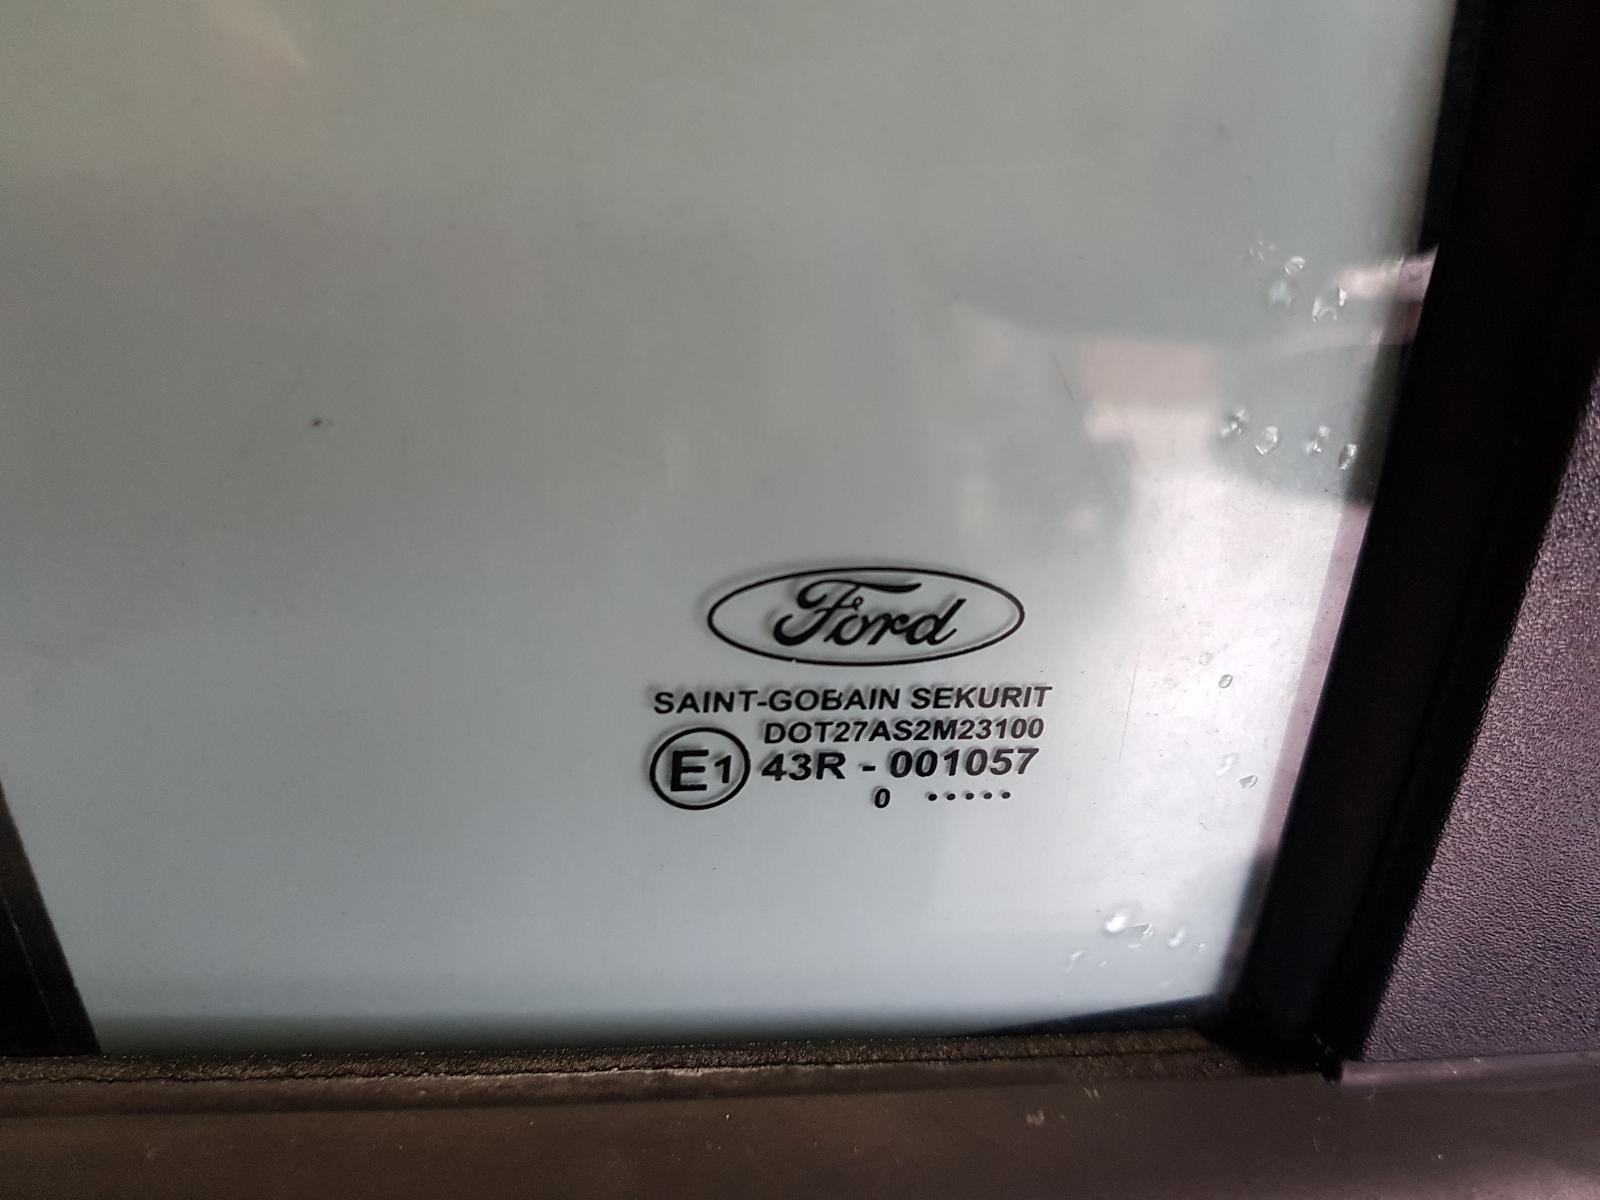 Ford
SAINT-GOBAIN SEKURIT
DOT27AS2M23100
E1 43R - 001057
0 •••••